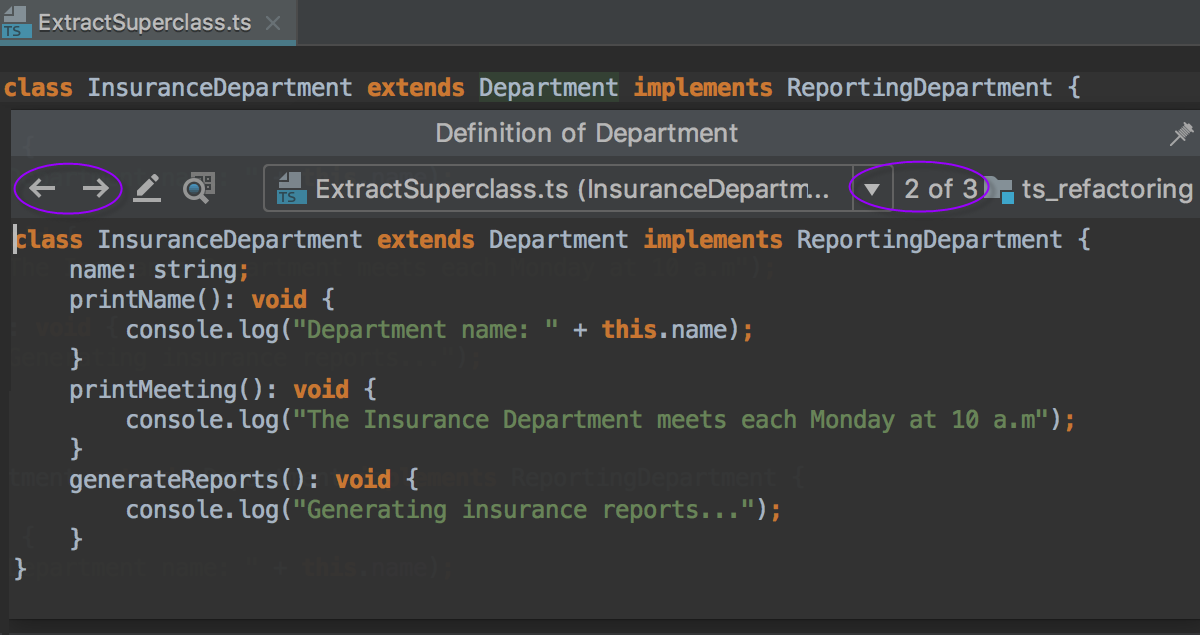 ExtractSuperclass.ts
class InsuranceDepartment extends Department implements ReportingDepartment {
Definition of Department
TS ExtractSuperclass.ts (InsuranceDepartm... 2 of 3 ts_refactoring
class InsuranceDepartment extends Department implements ReportingDepartment {
    name: string;
    printName(): void {
        console.log("Department name: " + this.name);
    }
    printMeeting(): void {
        console.log("The Insurance Department meets each Monday at 10 a.m");
    }
    generateReports(): void {
        console.log("Generating insurance reports...");
    }
}